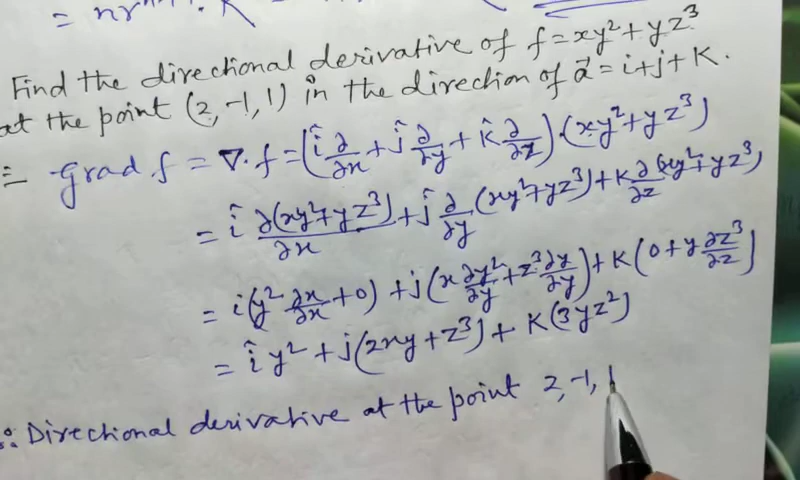 = nrⁿ⁻ . K
Find the directional derivative of f = xy² + yz³
at the point (2, -1, 1) in the direction of a⃗ = i+j+k.
= grad f = ∇·f = (î ∂/∂x + ĵ ∂/∂y + k̂ ∂/∂z)·(xy² + yz³)
= î ∂(xy²+yz³)/∂x + ĵ ∂/∂y (xy²+yz³) + k ∂/∂z (xy²+yz³)
= i(y² ∂x/∂x + 0) + j(x ∂y²/∂y + z³ ∂y/∂y) + k(0 + y ∂z³/∂z)
= î y² + j(2xy + z³) + k(3yz²)
∴ Directional derivative at the point 2, -1, 1